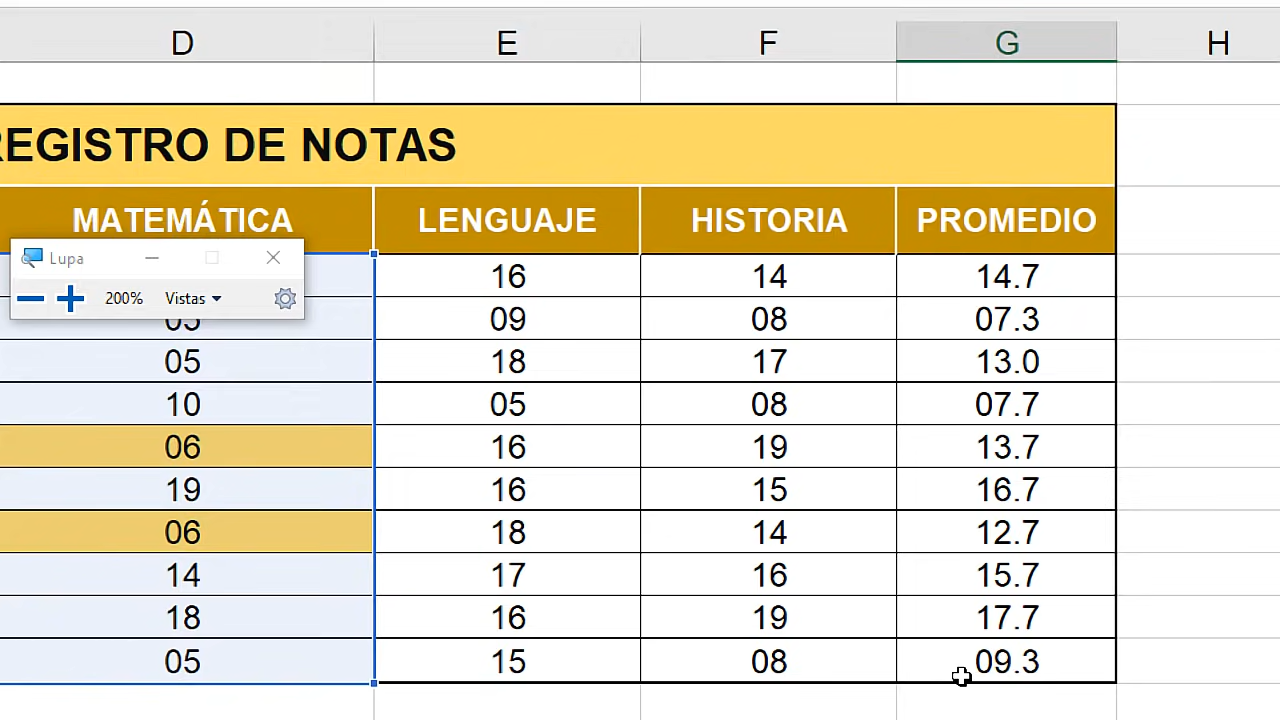 D E F G H
REGISTRO DE NOTAS
MATEMÁTICA LENGUAJE HISTORIA PROMEDIO
Lupa
200% Vistas
16 14 14.7
05 09 08 07.3
05 18 17 13.0
10 05 08 07.7
06 16 19 13.7
19 16 15 16.7
06 18 14 12.7
14 17 16 15.7
18 16 19 17.7
05 15 08 09.3